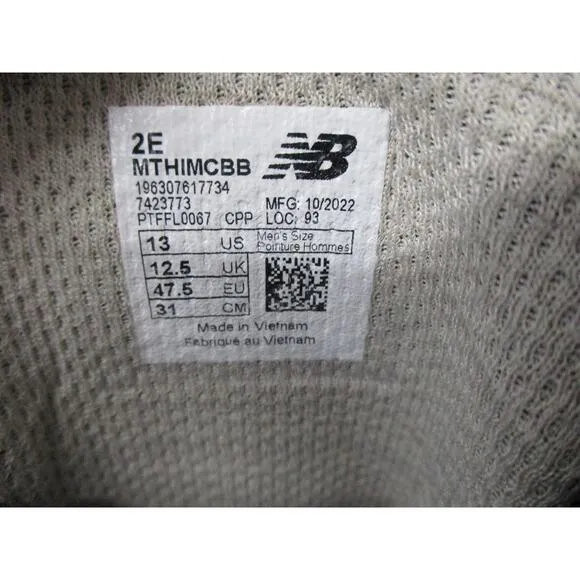 2E
NB
MTHIMCBB
196307617734
7423773 MFG: 10/2022
PTFFL0067 CPP LOC: 93
13 US Men's Size
Pointure Hommes
12.5 UK
47.5 EU
31 CM
Made in Vietnam
Fabriqué au Vietnam